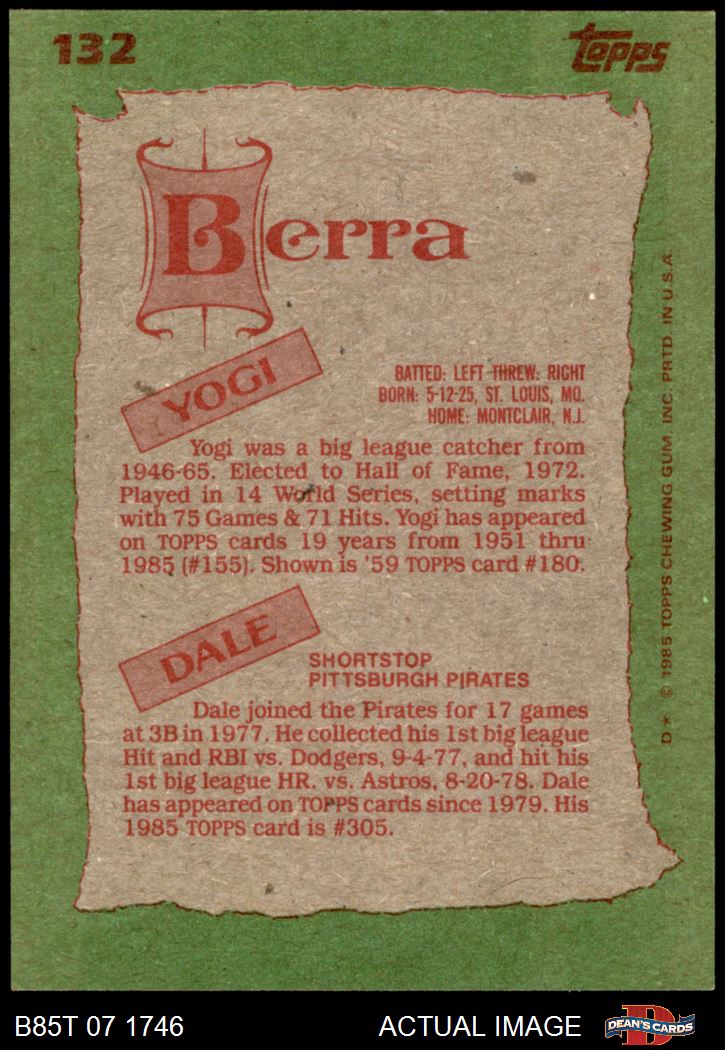 132
Topps
Berra
YOGI
BATTED: LEFT THREW: RIGHT
BORN: 5-12-25, ST. LOUIS, MO.
HOME: MONTCLAIR, N.J.
Yogi was a big league catcher from
1946-65. Elected to Hall of Fame, 1972.
Played in 14 World Series, setting marks
with 75 Games & 71 Hits. Yogi has appeared
on TOPPS cards 19 years from 1951 thru
1985 (#155). Shown is '59 TOPPS card #180.
DALE
SHORTSTOP
PITTSBURGH PIRATES
Dale joined the Pirates for 17 games
at 3B in 1977. He collected his 1st big league
Hit and RBI vs. Dodgers, 9-4-77, and hit his
1st big league HR. vs. Astros, 8-20-78. Dale
has appeared on TOPPS cards since 1979. His
1985 TOPPS card is #305.
D* © 1985 TOPPS CHEWING GUM, INC. PRTD. IN U.S.A.
B85T 07 1746
ACTUAL IMAGE
D
DEAN'S CARDS